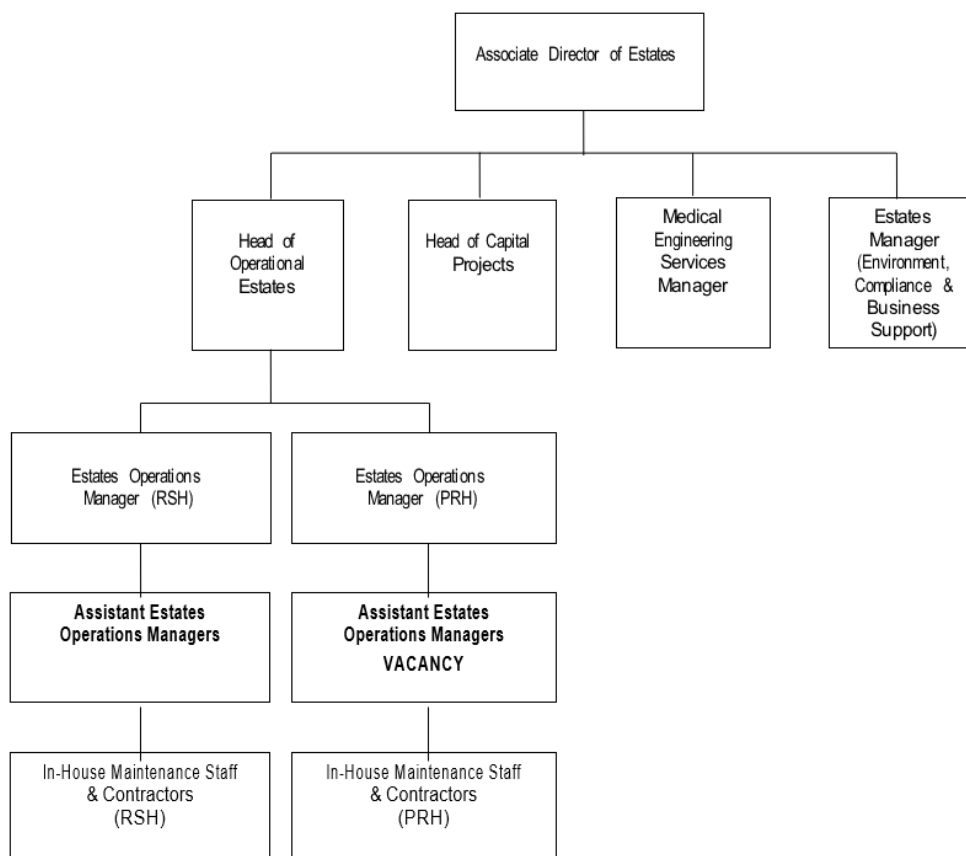 Associate Director of Estates
Head of
Operational
Estates
Head of Capital
Projects
Medical
Engineering
Services
Manager
Estates
Manager
(Environment,
Compliance &
Business
Support)
Estates Operations
Manager (RSH)
Estates Operations
Manager (PRH)
Assistant Estates
Operations Managers
Assistant Estates
Operations Managers
VACANCY
In-House Maintenance Staff
& Contractors
(RSH)
In-House Maintenance Staff
& Contractors
(PRH)